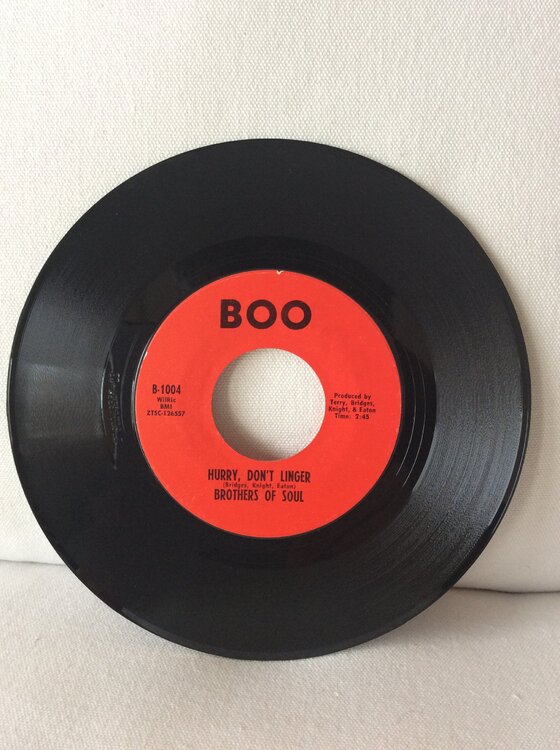 BOO
B-1004
WilRic
BMI
ZTSC-126557
Produced by
Terry, Bridges,
Knight, & Eaton
Time: 2:45
HURRY, DON'T LINGER
(Bridges, Knight, Eaton)
BROTHERS OF SOUL